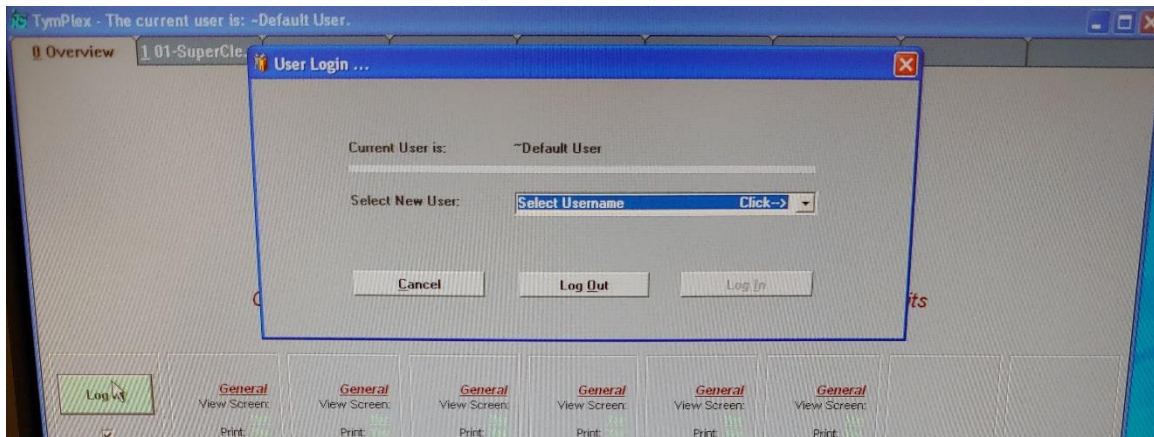 TymPlex - The current user is: ~Default User.
0 Overview
1 01-SuperCle...
User Login ...
Current User is: ~Default User
Select New User: Select Username Click-->
Cancel
Log Out
Log In
Log
General General General General General General
View Screen: View Screen: View Screen: View Screen: View Screen: View Screen:
Print: Print: Print: Print: Print: Print: